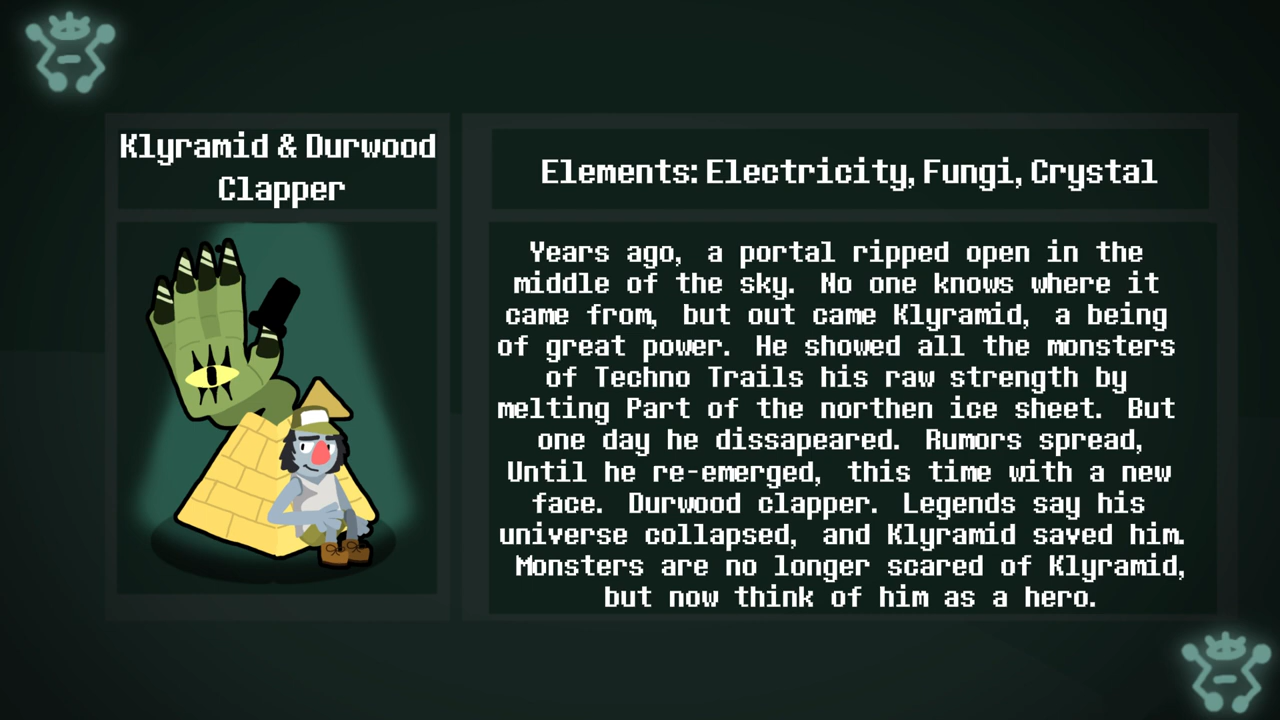 Klyramid & Durwood
Clapper
Elements: Electricity, Fungi, Crystal
Years ago, a portal ripped open in the
middle of the sky. No one knows where it
came from, but out came Klyramid, a being
of great power. He showed all the monsters
of Techno Trails his raw strength by
melting Part of the northen ice sheet. But
one day he dissapeared. Rumors spread,
Until he re-emerged, this time with a new
face. Durwood clapper. Legends say his
universe collapsed, and Klyramid saved him.
Monsters are no longer scared of Klyramid,
but now think of him as a hero.